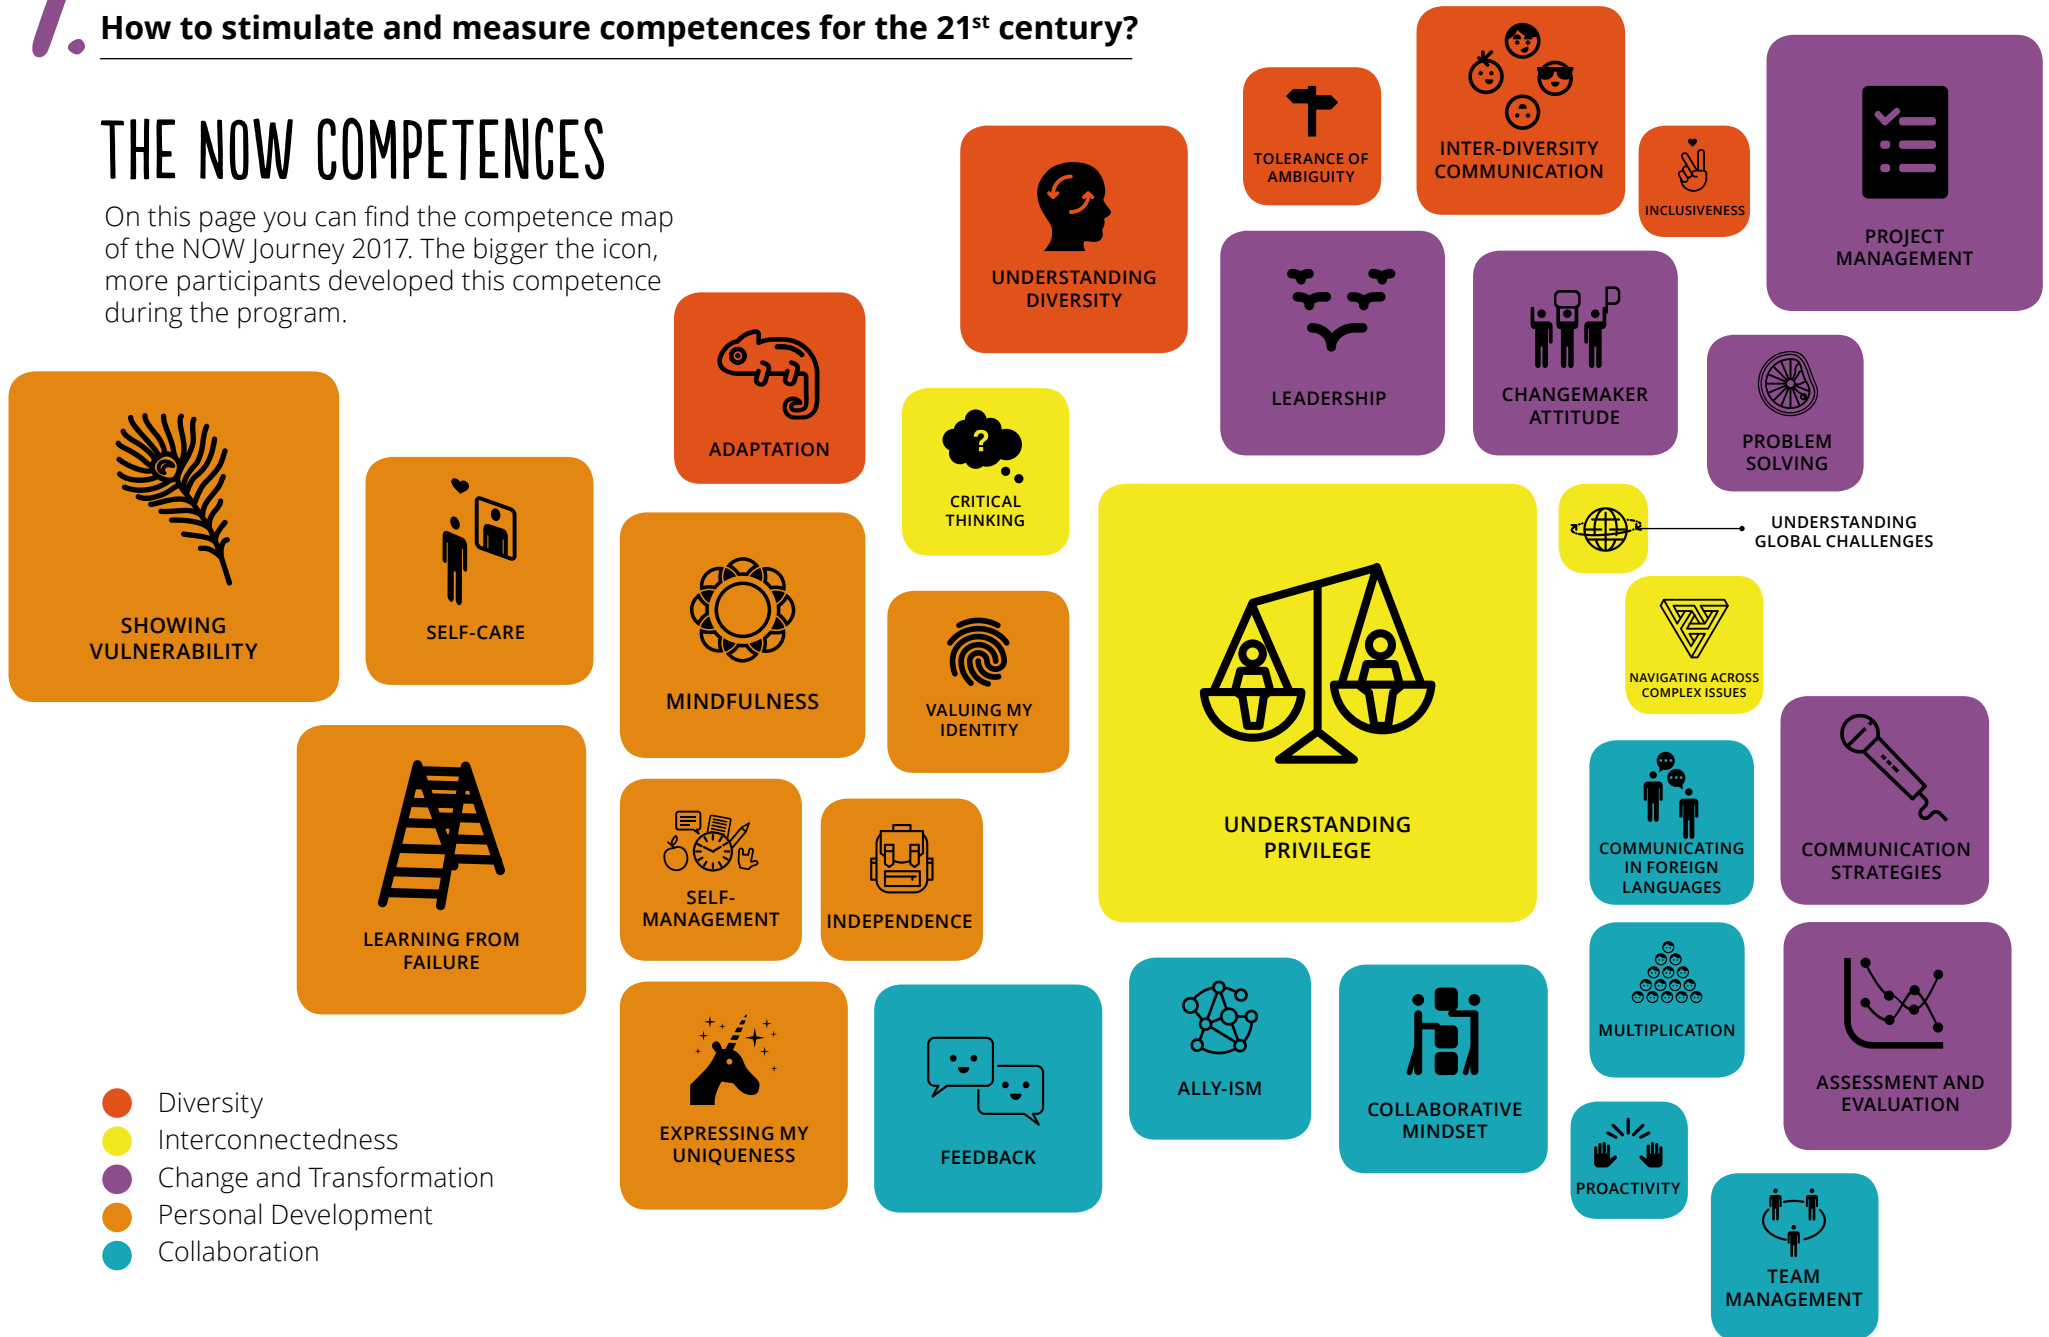 How to stimulate and measure competences for the 21st century?
THE NOW COMPETENCES
On this page you can find the competence map
of the NOW Journey 2017. The bigger the icon,
more participants developed this competence
during the program.
TOLERANCE OF
AMBIGUITY
INTER-DIVERSITY
COMMUNICATION
INCLUSIVENESS
PROJECT
MANAGEMENT
UNDERSTANDING
DIVERSITY
LEADERSHIP
CHANGEMAKER
ATTITUDE
PROBLEM
SOLVING
ADAPTATION
?
CRITICAL
THINKING
UNDERSTANDING
GLOBAL CHALLENGES
SHOWING
VULNERABILITY
SELF-CARE
MINDFULNESS
VALUING MY
IDENTITY
NAVIGATING ACROSS
COMPLEX ISSUES
UNDERSTANDING
PRIVILEGE
COMMUNICATING
IN FOREIGN
LANGUAGES
COMMUNICATION
STRATEGIES
LEARNING FROM
FAILURE
SELF-
MANAGEMENT
INDEPENDENCE
MULTIPLICATION
ASSESSMENT AND
EVALUATION
EXPRESSING MY
UNIQUENESS
FEEDBACK
ALLY-ISM
COLLABORATIVE
MINDSET
PROACTIVITY
TEAM
MANAGEMENT
Diversity
Interconnectedness
Change and Transformation
Personal Development
Collaboration